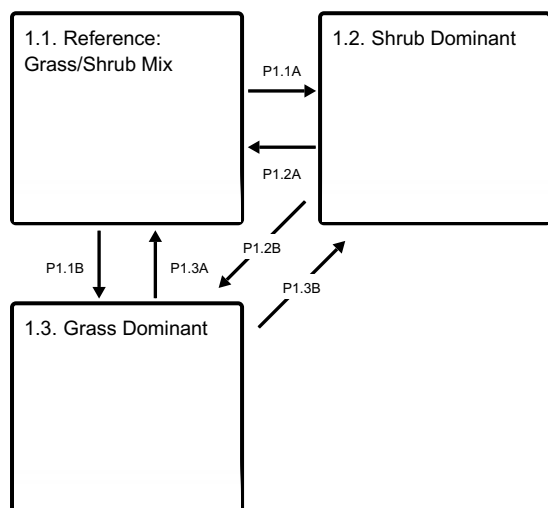 1.1. Reference:
Grass/Shrub Mix
P1.1A
1.2. Shrub Dominant
P1.2A
P1.1B
P1.3A
P1.2B
P1.3B
1.3. Grass Dominant